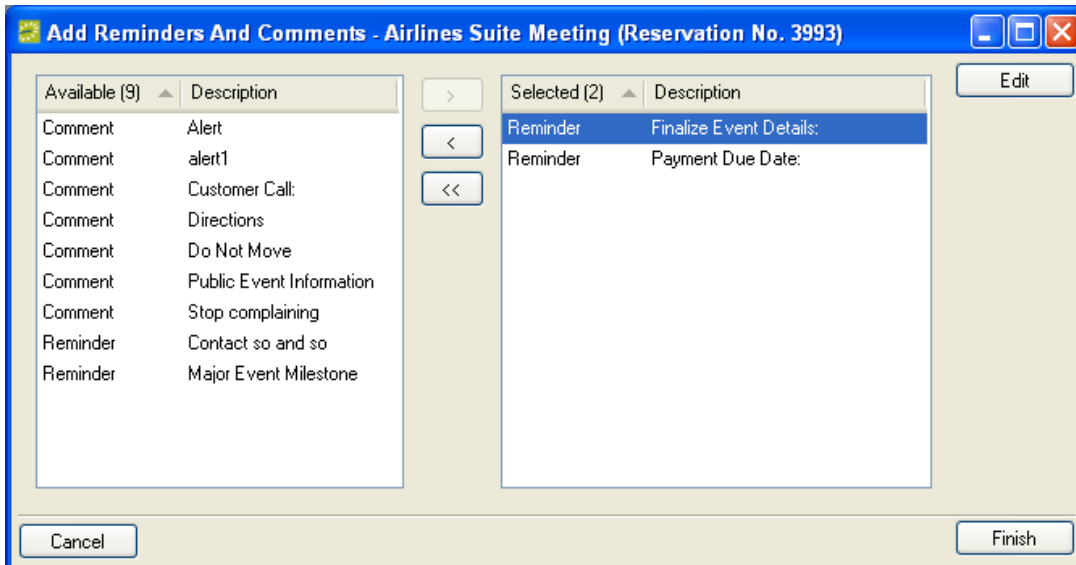 Add Reminders And Comments - Airlines Suite Meeting (Reservation No. 3993)
Available (9) Description
Comment Alert
Comment alert1
Comment Customer Call:
Comment Directions
Comment Do Not Move
Comment Public Event Information
Comment Stop complaining
Reminder Contact so and so
Reminder Major Event Milestone
>
<
<<
Selected (2) Description
Reminder Finalize Event Details:
Reminder Payment Due Date:
Edit
Cancel
Finish